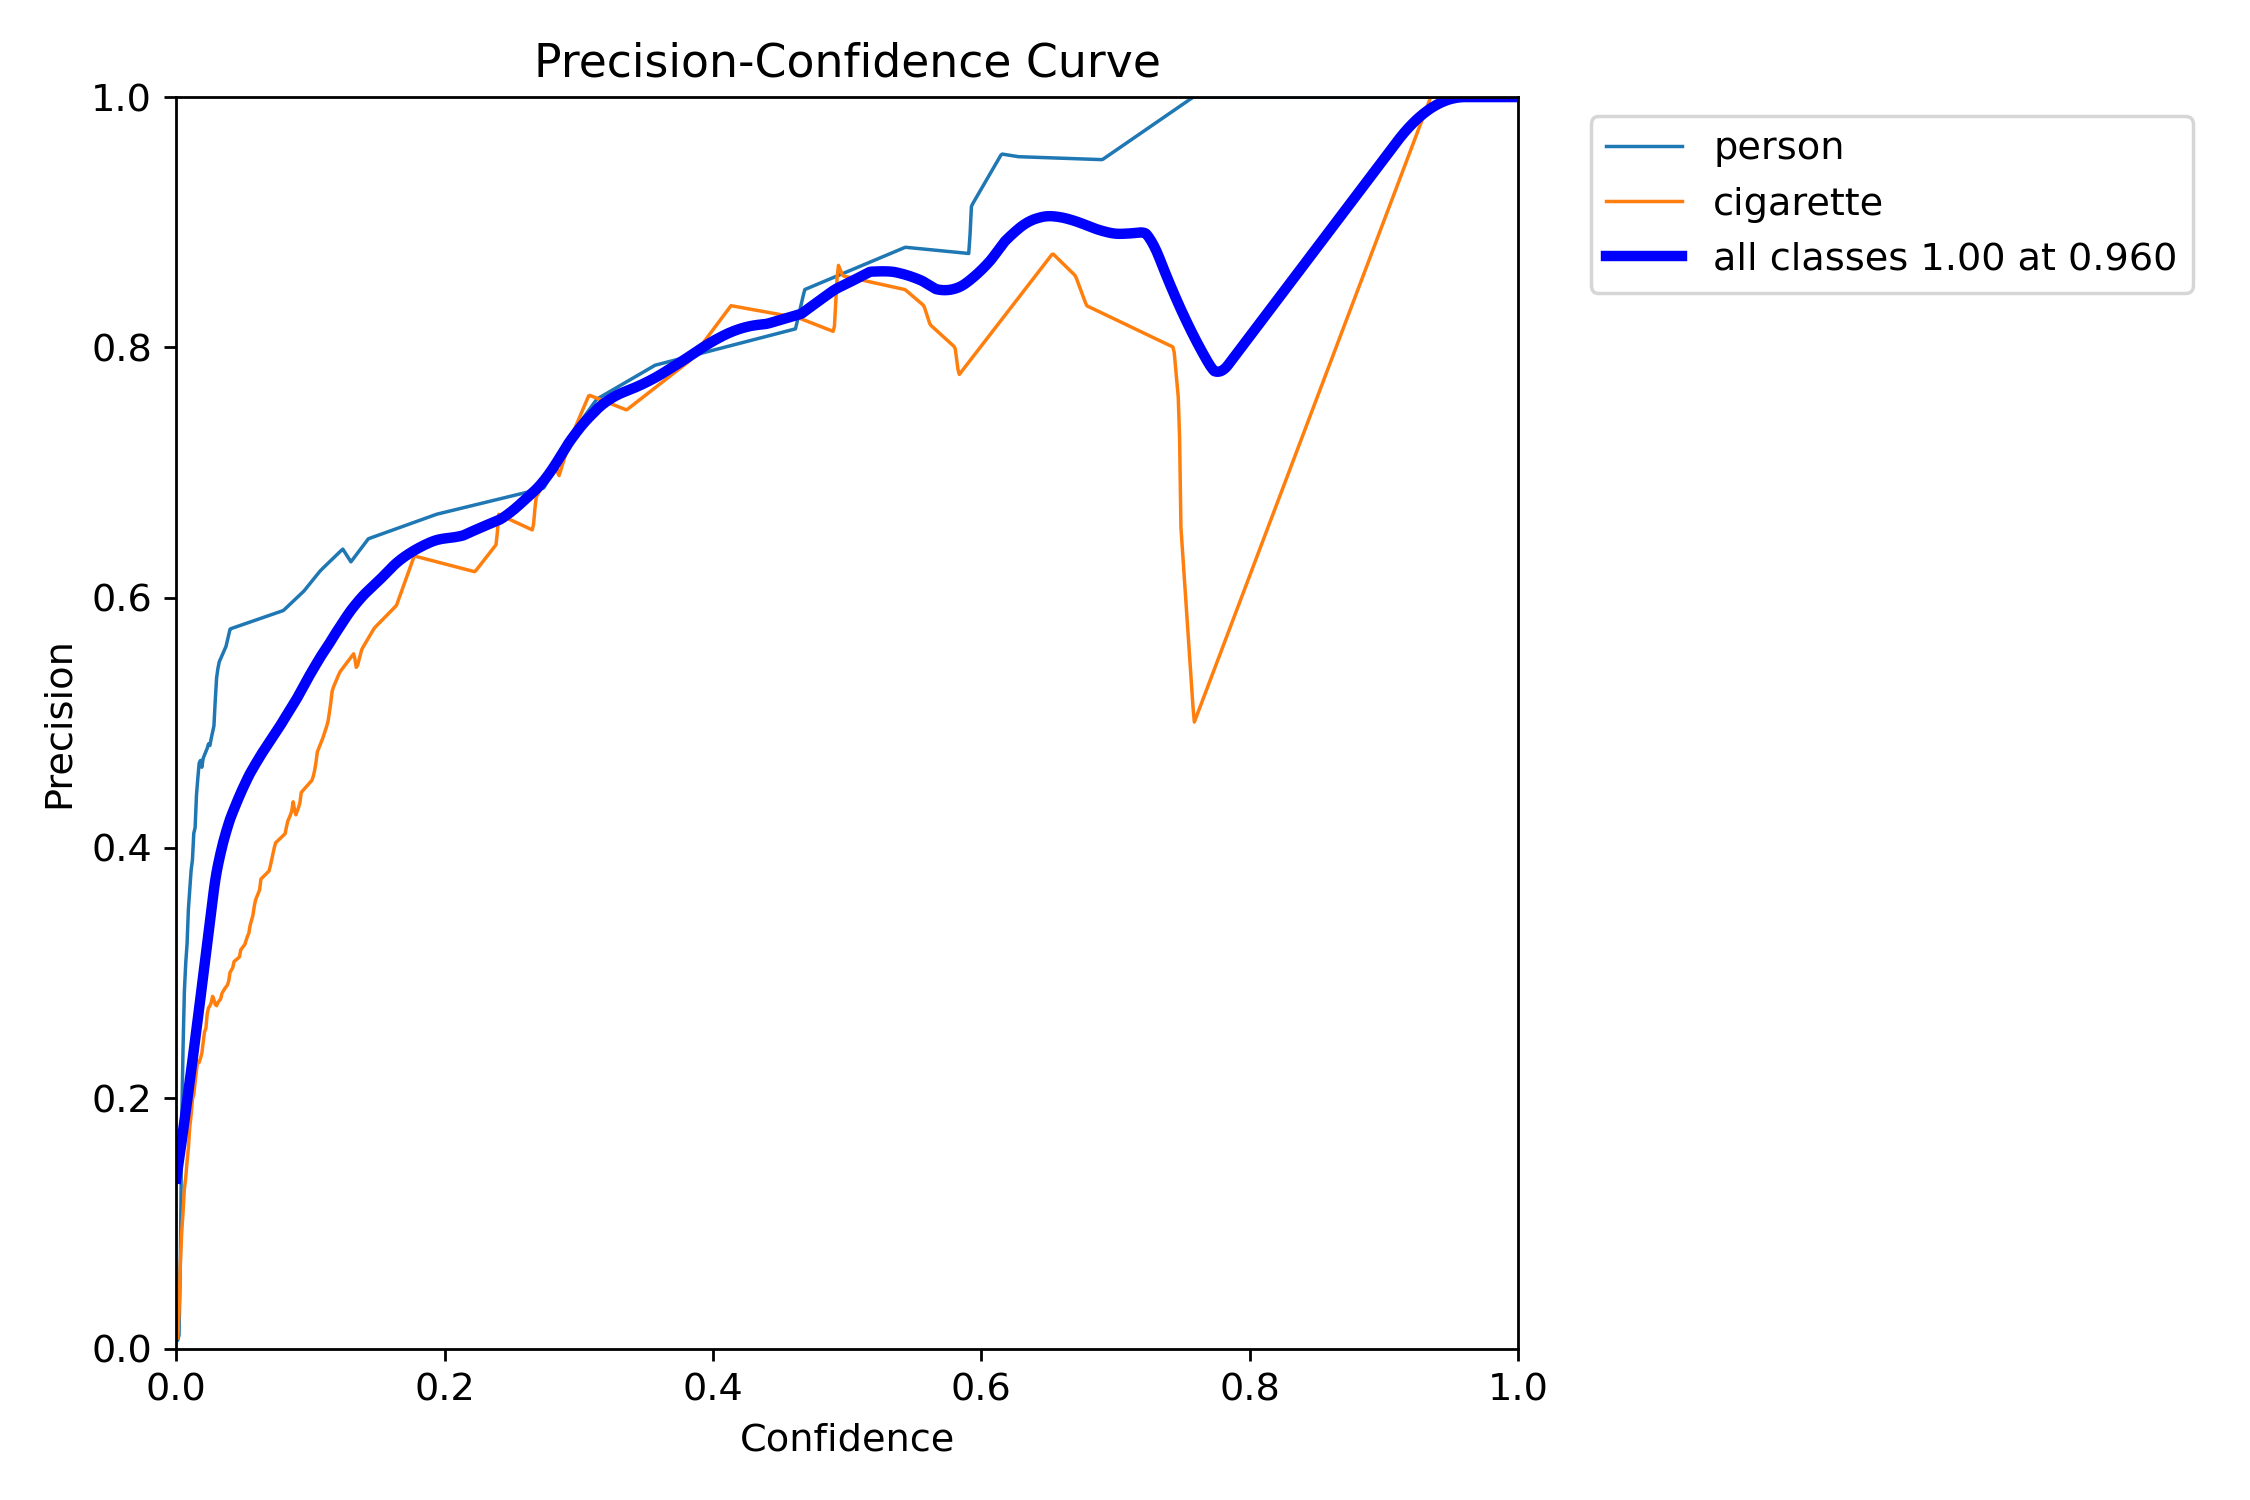 Precision-Confidence Curve
1.0
0.8
0.6
0.4
0.2
0.0
Precision
0.0 0.2 0.4 0.6 0.8 1.0
Confidence
person
cigarette
all classes 1.00 at 0.960